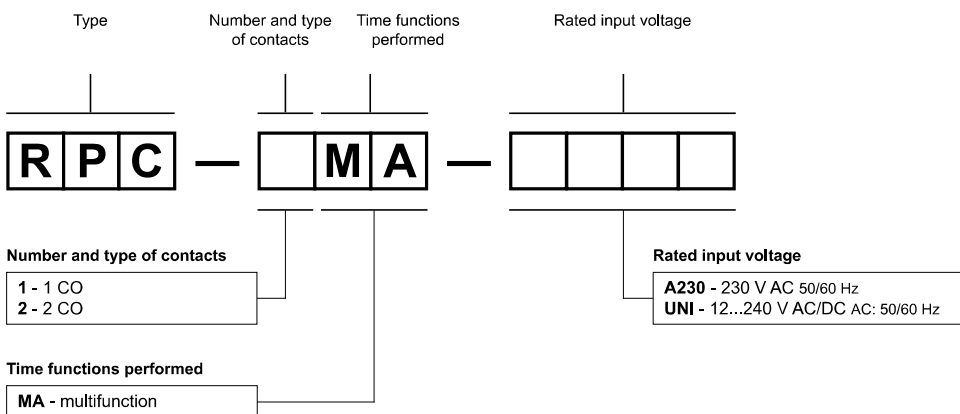 Type
Number and type
of contacts
Time functions
performed
Rated input voltage
R P C — M A —
Number and type of contacts
1 - 1 CO
2 - 2 CO
Rated input voltage
A230 - 230 V AC 50/60 Hz
UNI - 12...240 V AC/DC AC: 50/60 Hz
Time functions performed
MA - multifunction